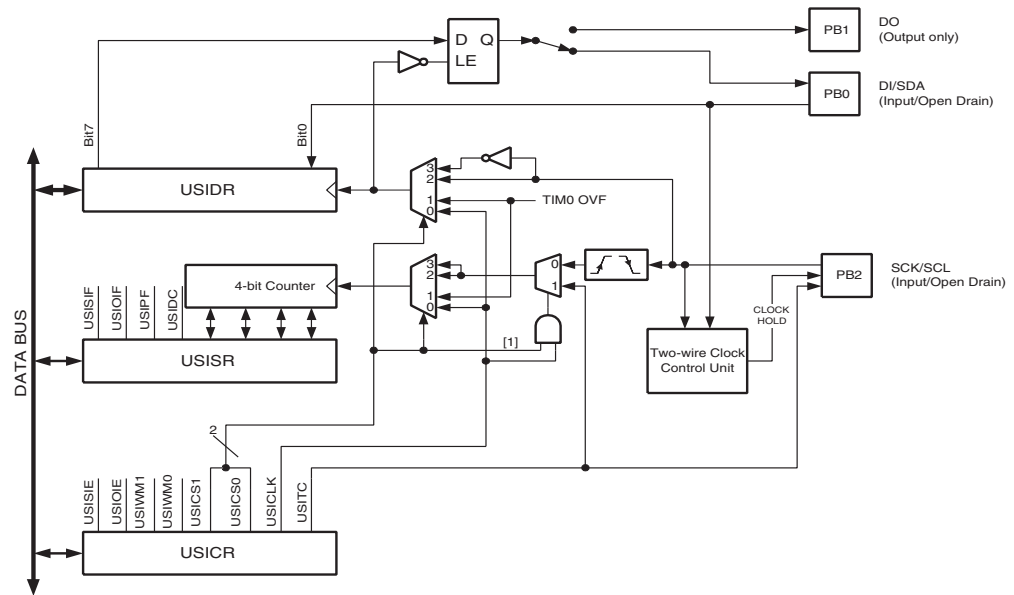 DO
(Output only)
PB1
D Q
LE
DI/SDA
(Input/Open Drain)
PB0
Bit7
Bit0
USIDR
3
2
1
0
TIM0 OVF
DATA BUS
4-bit Counter
3
2
1
0
0
1
SCK/SCL
(Input/Open Drain)
PB2
CLOCK
HOLD
USISIF
USIOIF
USIPF
USIDC
USISR
[1]
Two-wire Clock
Control Unit
2
USISIE
USIOIE
USIWM1
USIWM0
USICS1
USICS0
USICLK
USITC
USICR